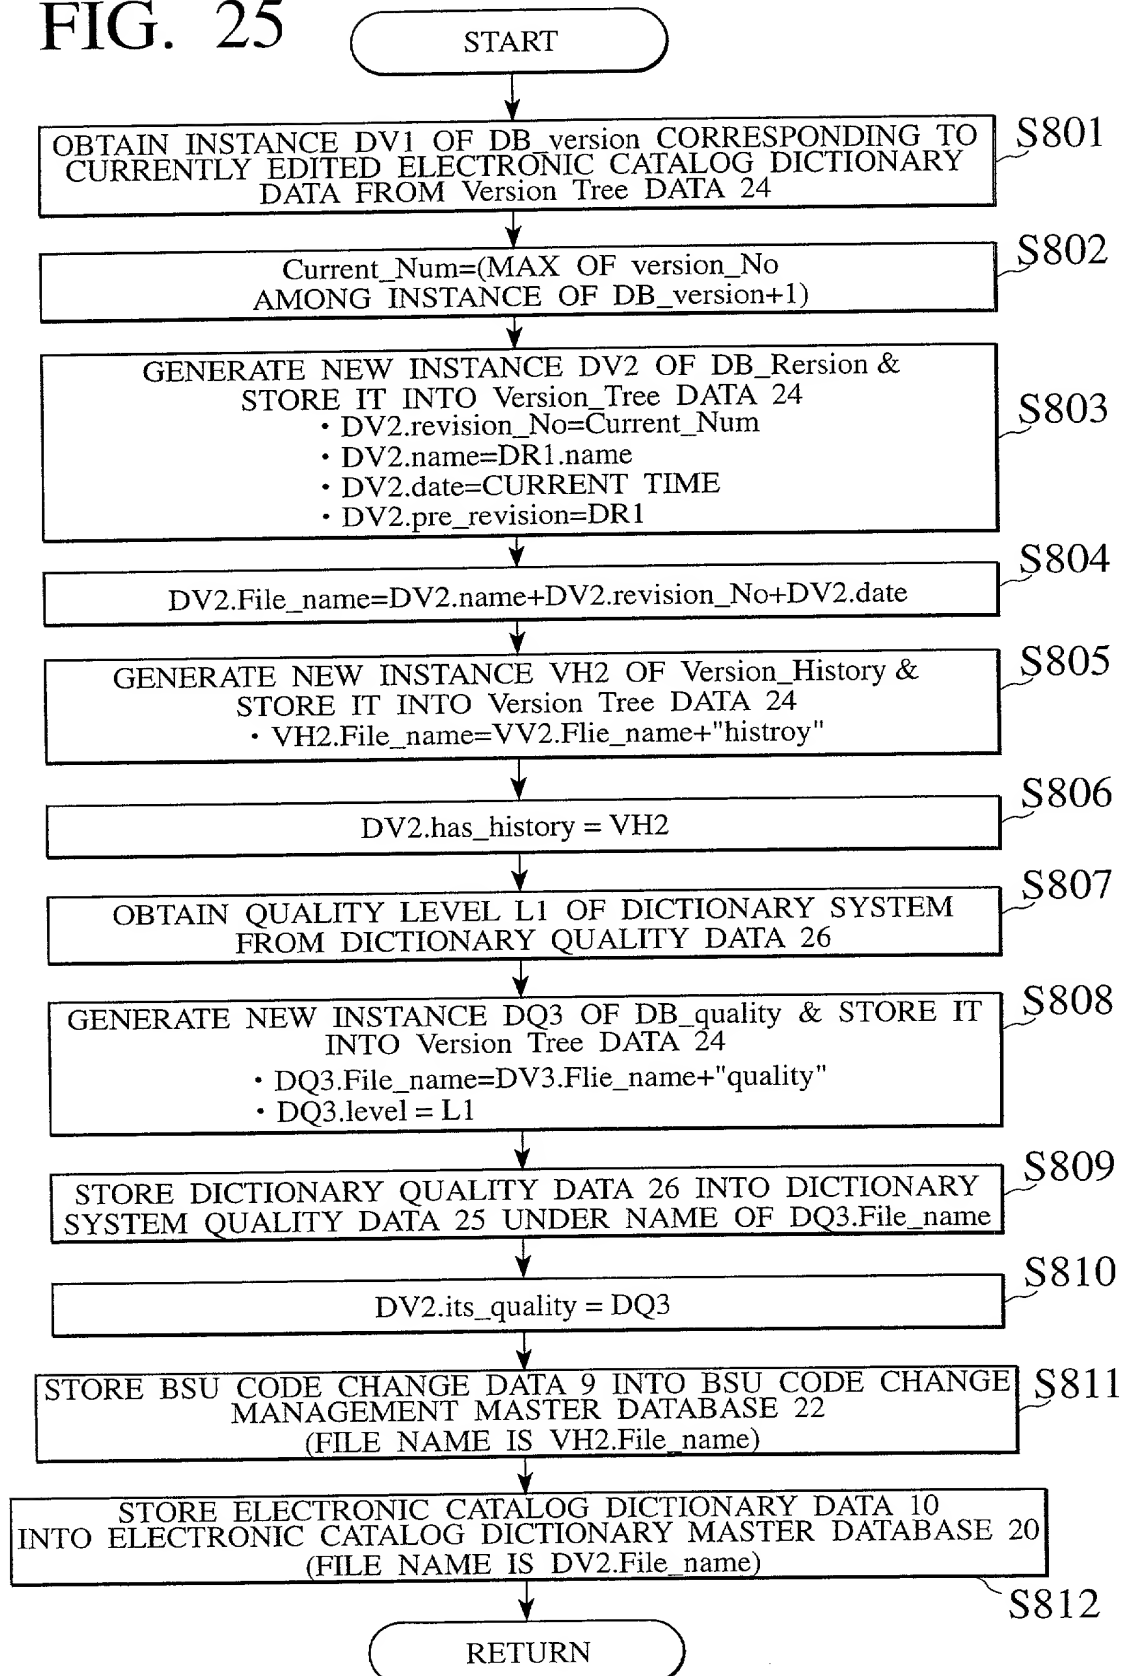 FIG. 25
START
OBTAIN INSTANCE DV1 OF DB_version CORRESPONDING TO
CURRENTLY EDITED ELECTRONIC CATALOG DICTIONARY
DATA FROM Version Tree DATA 24
S801
Current_Num=(MAX OF version_No
AMONG INSTANCE OF DB_version+1)
S802
GENERATE NEW INSTANCE DV2 OF DB_Rersion &
STORE IT INTO Version_Tree DATA 24
・DV2.revision_No=Current_Num
・DV2.name=DR1.name
・DV2.date=CURRENT TIME
・DV2.pre_revision=DR1
S803
DV2.File_name=DV2.name+DV2.revision_No+DV2.date
S804
GENERATE NEW INSTANCE VH2 OF Version_History &
STORE IT INTO Version Tree DATA 24
・VH2.File_name=VV2.Flie_name+"histroy"
S805
DV2.has_history = VH2
S806
OBTAIN QUALITY LEVEL L1 OF DICTIONARY SYSTEM
FROM DICTIONARY QUALITY DATA 26
S807
GENERATE NEW INSTANCE DQ3 OF DB_quality & STORE IT
INTO Version Tree DATA 24
・DQ3.File_name=DV3.Flie_name+"quality"
・DQ3.level = L1
S808
STORE DICTIONARY QUALITY DATA 26 INTO DICTIONARY
SYSTEM QUALITY DATA 25 UNDER NAME OF DQ3.File_name
S809
DV2.its_quality = DQ3
S810
STORE BSU CODE CHANGE DATA 9 INTO BSU CODE CHANGE
MANAGEMENT MASTER DATABASE 22
(FILE NAME IS VH2.File_name)
S811
STORE ELECTRONIC CATALOG DICTIONARY DATA 10
INTO ELECTRONIC CATALOG DICTIONARY MASTER DATABASE 20
(FILE NAME IS DV2.File_name)
S812
RETURN